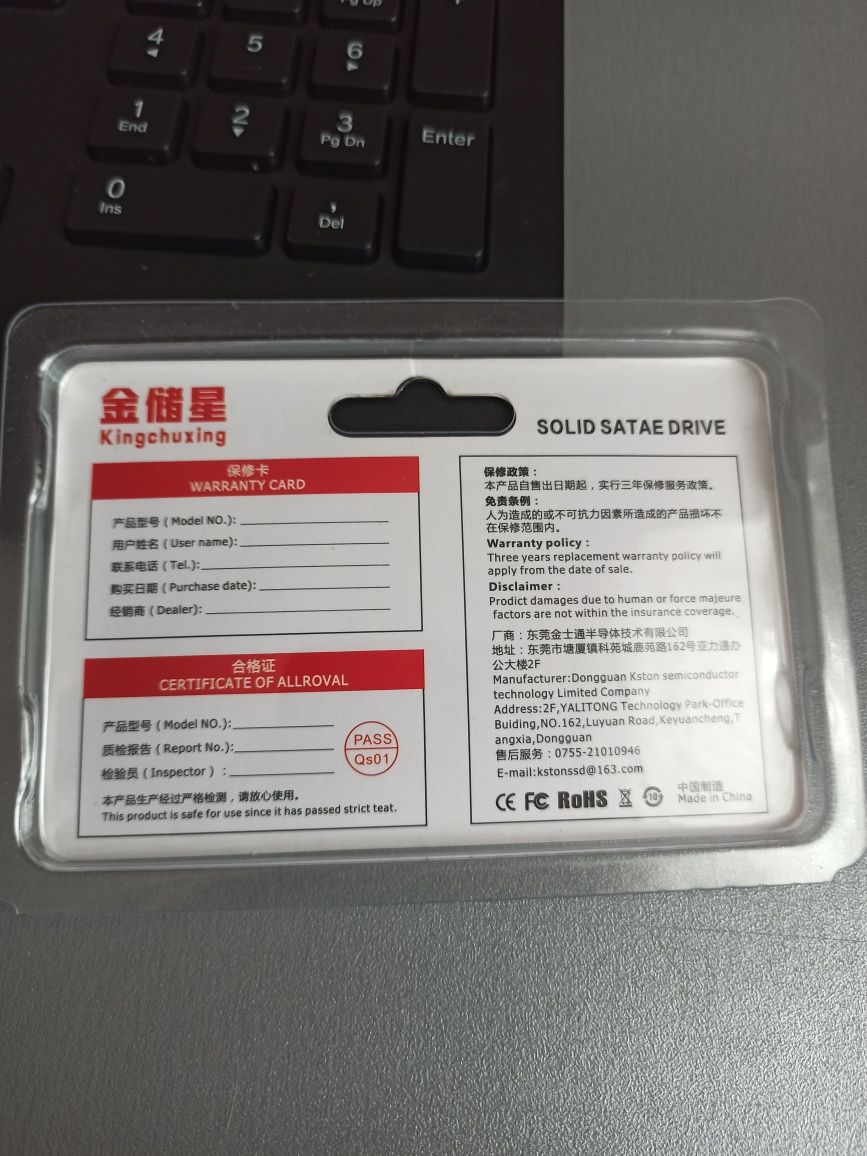 Pg Up
4
5
6
1
End
2
3
Pg Dn
Enter
0
Ins
,
Del
金储星
Kingchuxing
SOLID SATAE DRIVE
保修卡
WARRANTY CARD
产品型号 ( Model NO.):
用户姓名 ( User name):
联系电话 ( Tel.):
购买日期 ( Purchase date):
经销商 ( Dealer):
合格证
CERTIFICATE OF ALLROVAL
产品型号 ( Model NO.):
质检报告 ( Report No.):
检验员 ( Inspector ) :
PASS
Qs01
本产品生产经过严格检测，请放心使用。
This product is safe for use since it has passed strict teat.
保修政策：
本产品自售出日期起，实行三年保修服务政策。
免责条例：
人为造成的或不可抗力因素所造成的产品损坏不
在保修范围内。
Warranty policy :
Three years replacement warranty policy will
apply from the date of sale.
Disclaimer :
Prodict damages due to human or force majeure
factors are not within the insurance coverage.
厂商：东莞金士通半导体技术有限公司
地址：东莞市塘厦镇科苑城鹿苑路162号亚力通办
公大楼2F
Manufacturer:Dongguan Kston semiconductor
technology Limited Company
Address:2F,YALITONG Technology Park-Office
Buiding,NO.162,Luyuan Road,Keyuancheng,T
angxia,Dongguan
售后服务：0755-21010946
E-mail:kstonssd@163.com
CE FC RoHS 10
中国制造
Made in China